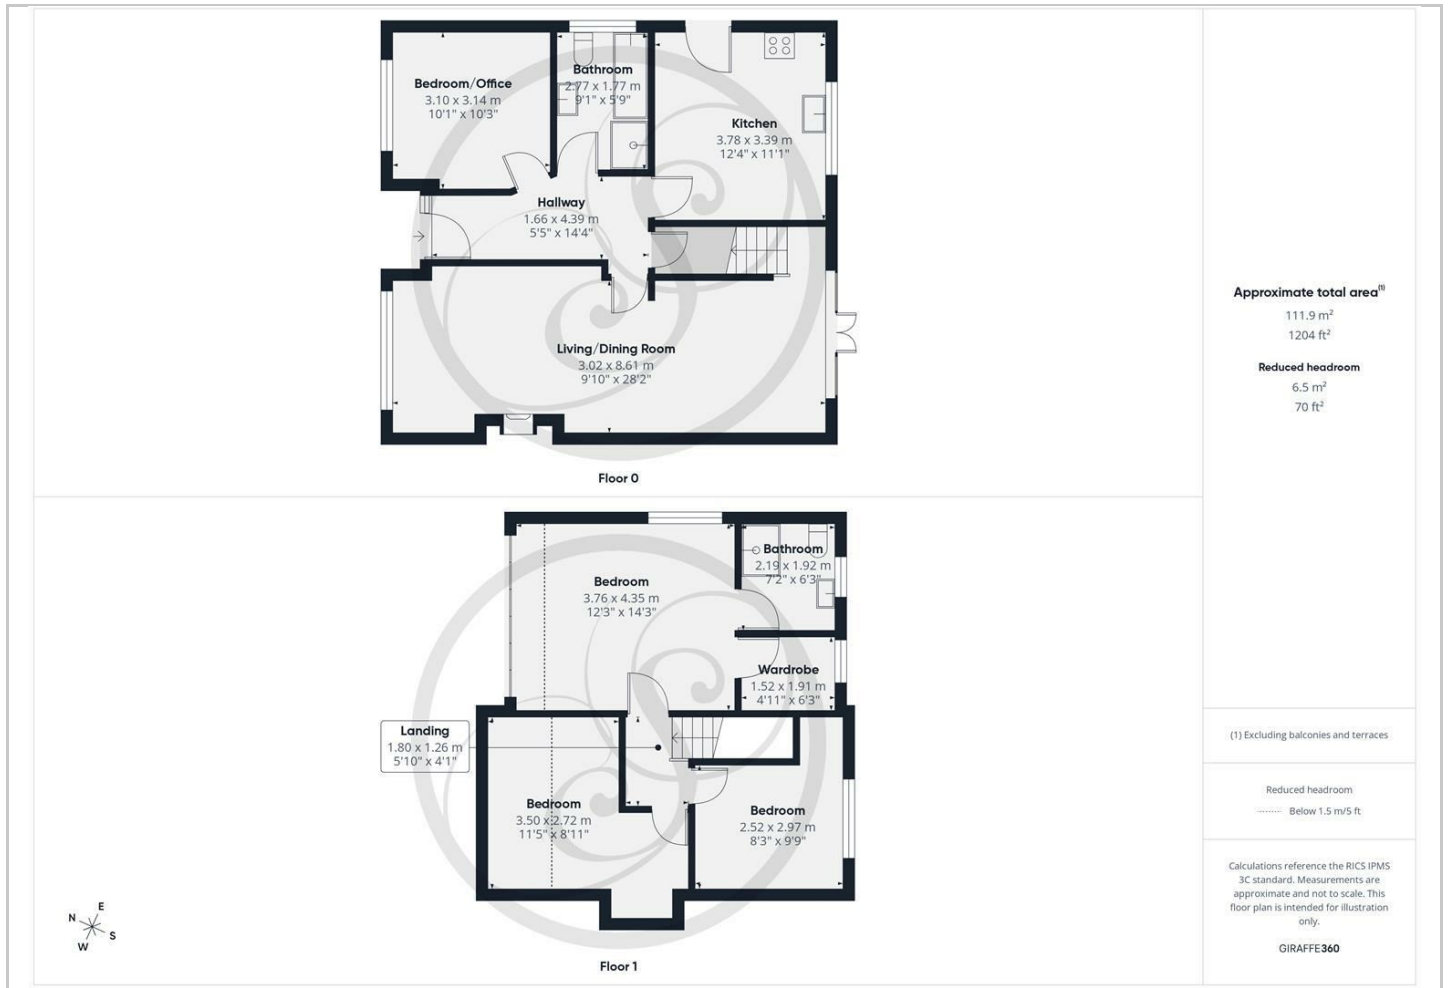 Bedroom/Office
3.10 x 3.14 m
10'1" x 10'3"
Bathroom
2.77 x 1.77 m
9'1" x 5'9"
Kitchen
3.78 x 3.39 m
12'4" x 11'1"
Hallway
1.66 x 4.39 m
5'5" x 14'4"
Living/Dining Room
3.02 x 8.61 m
9'10" x 28'2"
Floor 0
Bedroom
3.76 x 4.35 m
12'3" x 14'3"
Bathroom
2.19 x 1.92 m
7'2" x 6'3"
Wardrobe
1.52 x 1.91 m
4'11" x 6'3"
Landing
1.80 x 1.26 m
5'10" x 4'1"
Bedroom
3.50 x 2.72 m
11'5" x 8'11"
Bedroom
2.52 x 2.97 m
8'3" x 9'9"
Floor 1
N E
W S
Approximate total area(1)
111.9 m²
1204 ft²
Reduced headroom
6.5 m²
70 ft²
(1) Excluding balconies and terraces
Reduced headroom
Below 1.5 m/5 ft
Calculations reference the RICS IPMS
3C standard. Measurements are
approximate and not to scale. This
floor plan is intended for illustration
only.
GIRAFFE360